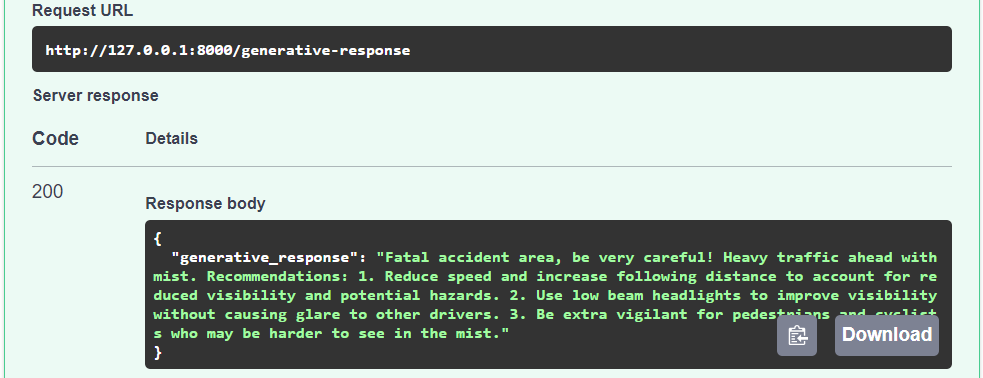 Request URL
http://127.0.0.1:8000/generative-response
Server response
Code Details
200
Response body
{
"generative_response": "Fatal accident area, be very careful! Heavy traffic ahead with
mist. Recommendations: 1. Reduce speed and increase following distance to account for re
duced visibility and potential hazards. 2. Use low beam headlights to improve visibility
without causing glare to other drivers. 3. Be extra vigilant for pedestrians and cyclist
s who may be harder to see in the mist."
}
Download